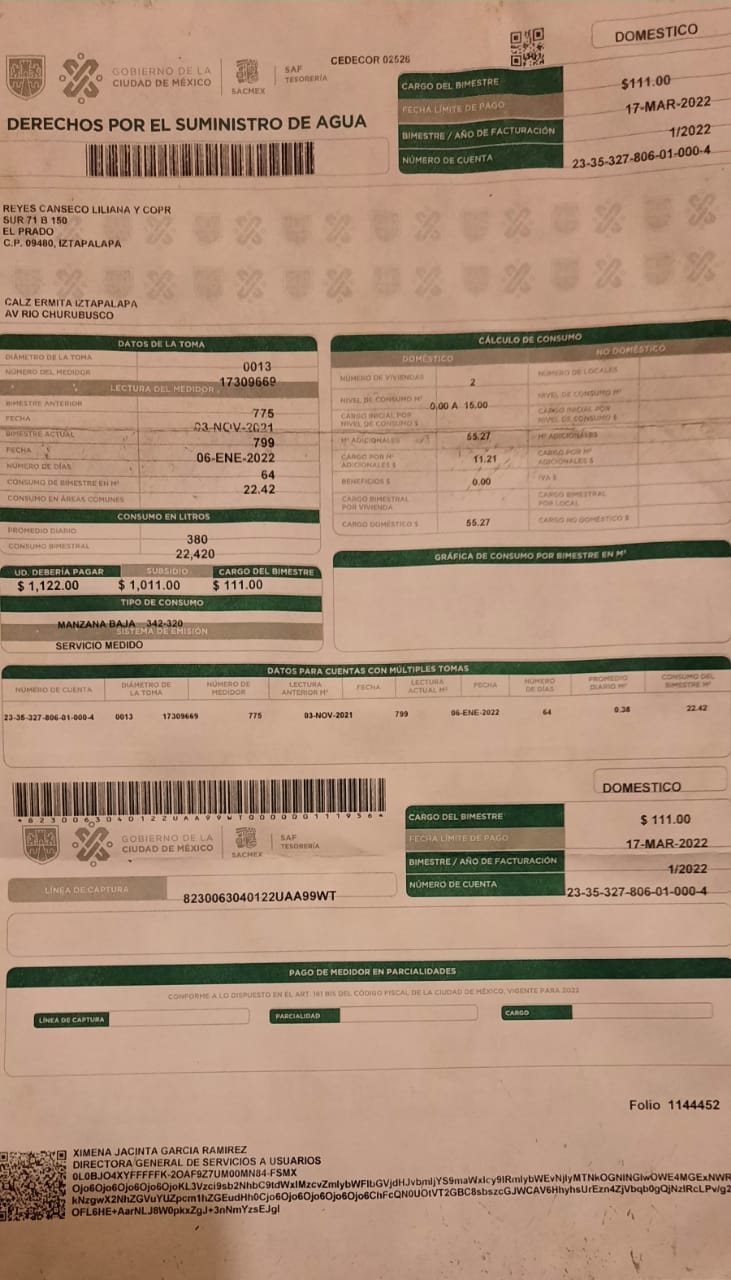 CEDECOR 02526
DOMESTICO
GOBIERNO DE LA
CIUDAD DE MÉXICO
SACMEX
SAF
TESORERÍA
DERECHOS POR EL SUMINISTRO DE AGUA
CARGO DEL BIMESTRE $111.00
FECHA LÍMITE DE PAGO 17-MAR-2022
BIMESTRE / AÑO DE FACTURACIÓN 1/2022
NÚMERO DE CUENTA 23-35-327-806-01-000-4
REYES CANSECO LILIANA Y COPR
SUR 71 B 150
EL PRADO
C.P. 09480, IZTAPALAPA
CALZ ERMITA IZTAPALAPA
AV RIO CHURUBUSCO
DATOS DE LA TOMA
DIÁMETRO DE LA TOMA 0013
NÚMERO DEL MEDIDOR 17309669
LECTURA DEL MEDIDOR
BIMESTRE ANTERIOR 775
FECHA 03-NOV-2021
BIMESTRE ACTUAL 799
FECHA 06-ENE-2022
NÚMERO DE DÍAS 64
CONSUMO DE BIMESTRE EN M³ 22.42
CONSUMO EN ÁREAS COMUNES
CONSUMO EN LITROS
PROMEDIO DIARIO 380
CONSUMO BIMESTRAL 22,420
UD. DEBERÍA PAGAR SUBSIDIO CARGO DEL BIMESTRE
$ 1,122.00 $ 1,011.00 $ 111.00
TIPO DE CONSUMO
MANZANA BAJA 342-320
SISTEMA DE EMISIÓN
SERVICIO MEDIDO
CÁLCULO DE CONSUMO
DOMÉSTICO NO DOMÉSTICO
NÚMERO DE VIVIENDAS 2 NÚMERO DE LOCALES
NIVEL DE CONSUMO M³ 0.00 A 15.00 NIVEL DE CONSUMO M³
CARGO INICIAL POR
NIVEL DE CONSUMO $ 55.27 CARGO INICIAL POR
NIVEL DE CONSUMO $
M³ ADICIONALES M³ ADICIONALES
CARGO POR M³
ADICIONALES $ 11.21 CARGO POR M³
ADICIONALES $
BENEFICIOS $ 0.00 IVA $
CARGO BIMESTRAL
POR VIVIENDA CARGO BIMESTRAL
POR LOCAL
CARGO DOMÉSTICO $ 55.27 CARGO NO DOMÉSTICO $
GRÁFICA DE CONSUMO POR BIMESTRE EN M³
DATOS PARA CUENTAS CON MÚLTIPLES TOMAS
NÚMERO DE CUENTA DIÁMETRO DE
LA TOMA NÚMERO DE
MEDIDOR LECTURA
ANTERIOR M³ FECHA LECTURA
ACTUAL M³ FECHA NÚMERO
DE DÍAS PROMEDIO
DIARIO M³ CONSUMO DEL
BIMESTRE M³
23-35-327-806-01-000-4 0013 17309669 775 03-NOV-2021 799 06-ENE-2022 64 0.38 22.42
DOMESTICO
GOBIERNO DE LA
CIUDAD DE MÉXICO
SACMEX
SAF
TESORERÍA
CARGO DEL BIMESTRE $ 111.00
FECHA LÍMITE DE PAGO 17-MAR-2022
BIMESTRE / AÑO DE FACTURACIÓN 1/2022
NÚMERO DE CUENTA 23-35-327-806-01-000-4
LÍNEA DE CAPTURA 8230063040122UAA99WT
PAGO DE MEDIDOR EN PARCIALIDADES
CONFORME A LO DISPUESTO EN EL ART. 181 BIS DEL CÓDIGO FISCAL DE LA CIUDAD DE MÉXICO, VIGENTE PARA 2022
LÍNEA DE CAPTURA PARCIALIDAD CARGO
Folio 1144452
XIMENA JACINTA GARCIA RAMIREZ
DIRECTORA GENERAL DE SERVICIOS A USUARIOS
0L0BJO4XYFFFFFK-2OAF9Z7UM00MN84-FSMX
OFL6HE+AarNLJ8W0pkxZgJ+3nNmYzsEJgI